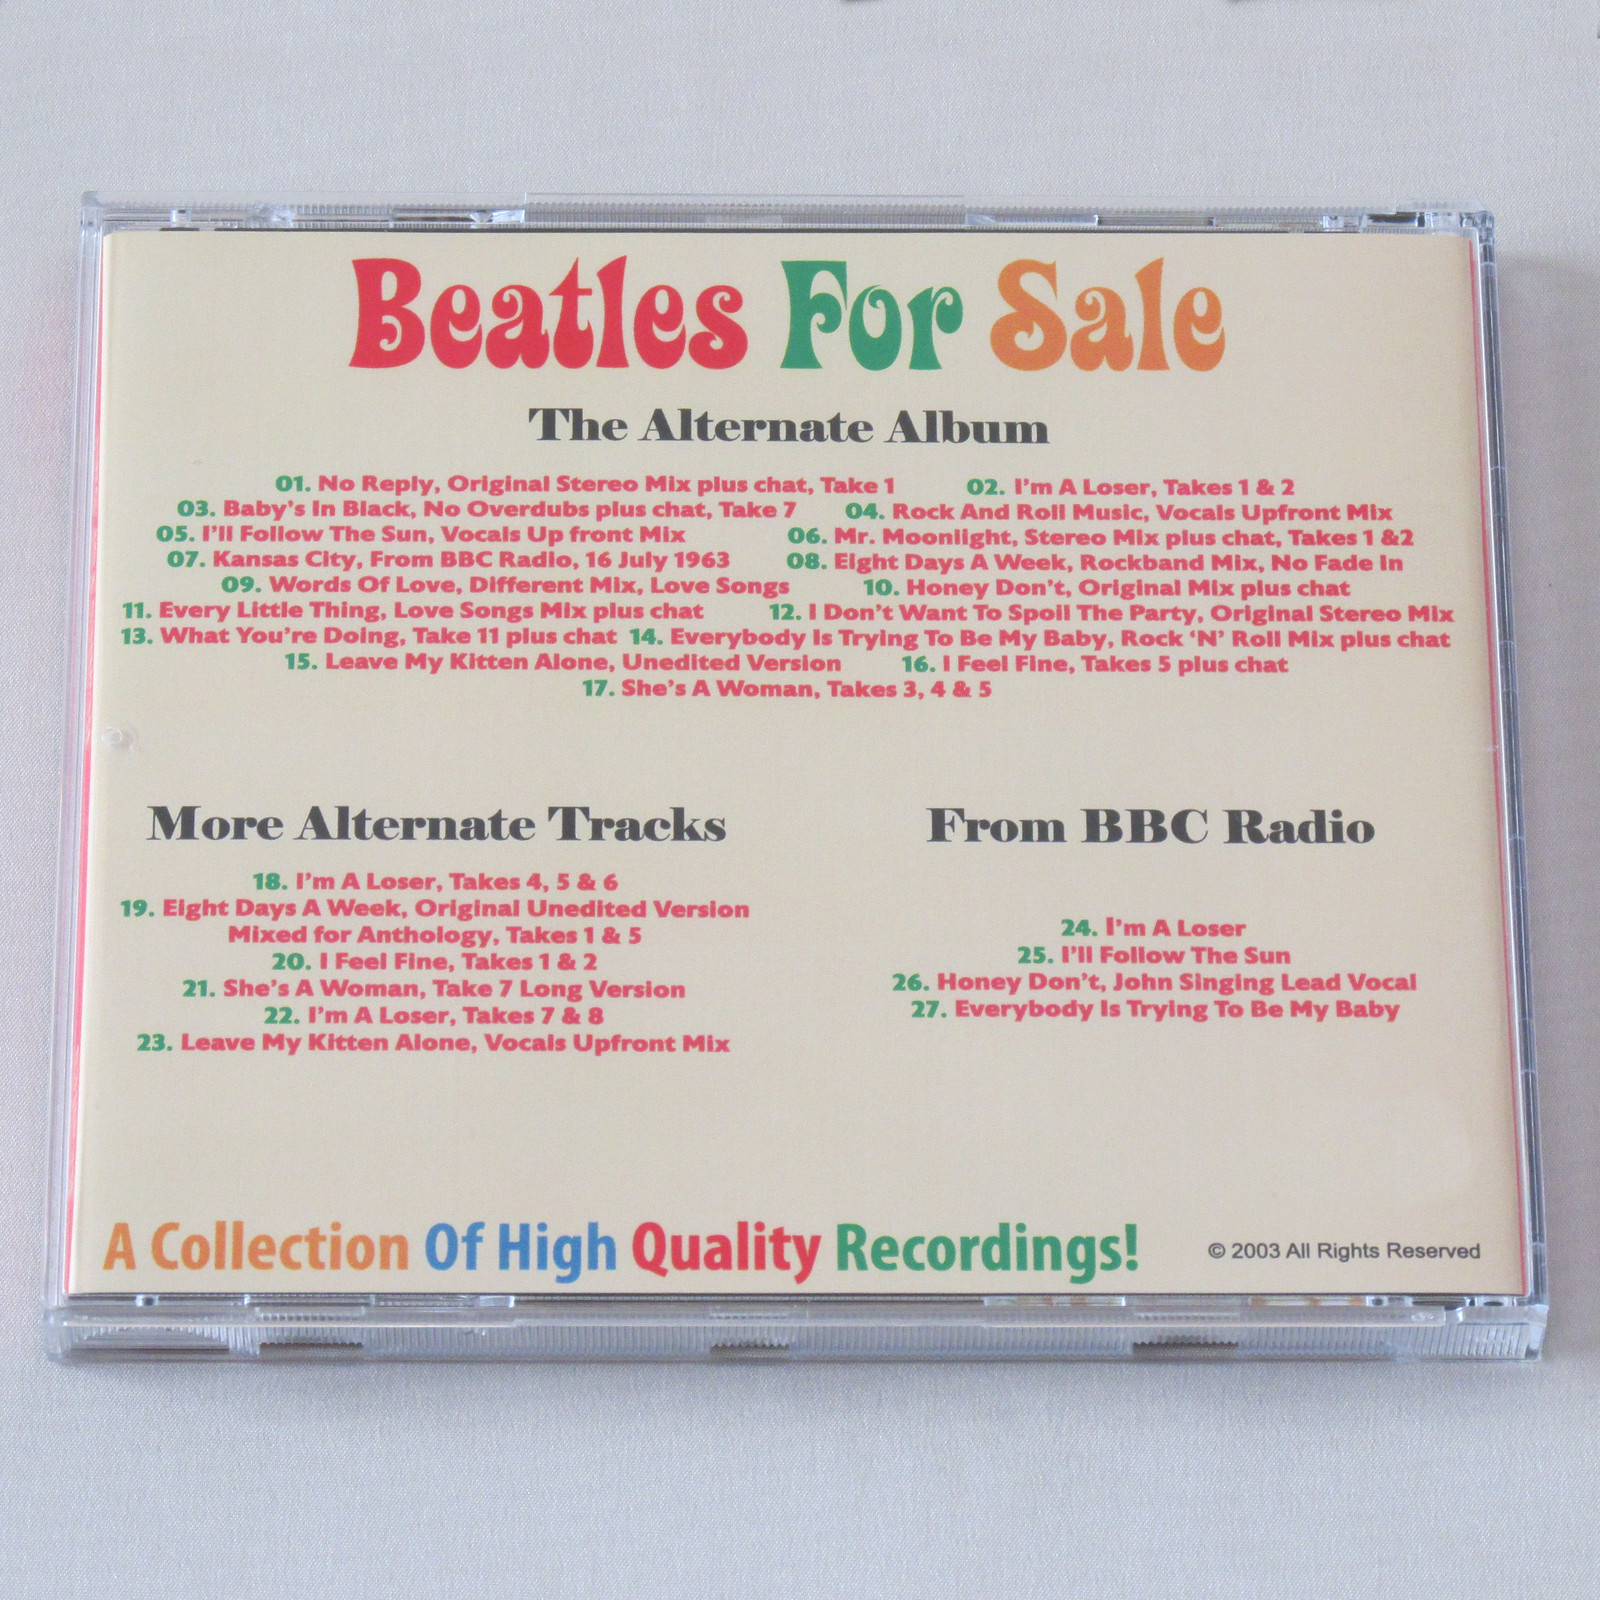 Beatles For Sale
The Alternate Album
01. No Reply, Original Stereo Mix plus chat, Take 1 02. I'm A Loser, Takes 1 & 2
03. Baby's In Black, No Overdubs plus chat, Take 7 04. Rock And Roll Music, Vocals Upfront Mix
05. I'll Follow The Sun, Vocals Up front Mix 06. Mr. Moonlight, Stereo Mix plus chat, Takes 1 &2
07. Kansas City, From BBC Radio, 16 July 1963 08. Eight Days A Week, Rockband Mix, No Fade In
09. Words Of Love, Different Mix, Love Songs 10. Honey Don't, Original Mix plus chat
11. Every Little Thing, Love Songs Mix plus chat 12. I Don't Want To Spoil The Party, Original Stereo Mix
13. What You're Doing, Take 11 plus chat 14. Everybody Is Trying To Be My Baby, Rock 'N' Roll Mix plus chat
15. Leave My Kitten Alone, Unedited Version 16. I Feel Fine, Takes 5 plus chat
17. She's A Woman, Takes 3, 4 & 5
More Alternate Tracks
18. I'm A Loser, Takes 4, 5 & 6
19. Eight Days A Week, Original Unedited Version
Mixed for Anthology, Takes 1 & 5
20. I Feel Fine, Takes 1 & 2
21. She's A Woman, Take 7 Long Version
22. I'm A Loser, Takes 7 & 8
23. Leave My Kitten Alone, Vocals Upfront Mix
From BBC Radio
24. I'm A Loser
25. I'll Follow The Sun
26. Honey Don't, John Singing Lead Vocal
27. Everybody Is Trying To Be My Baby
A Collection Of High Quality Recordings!
© 2003 All Rights Reserved